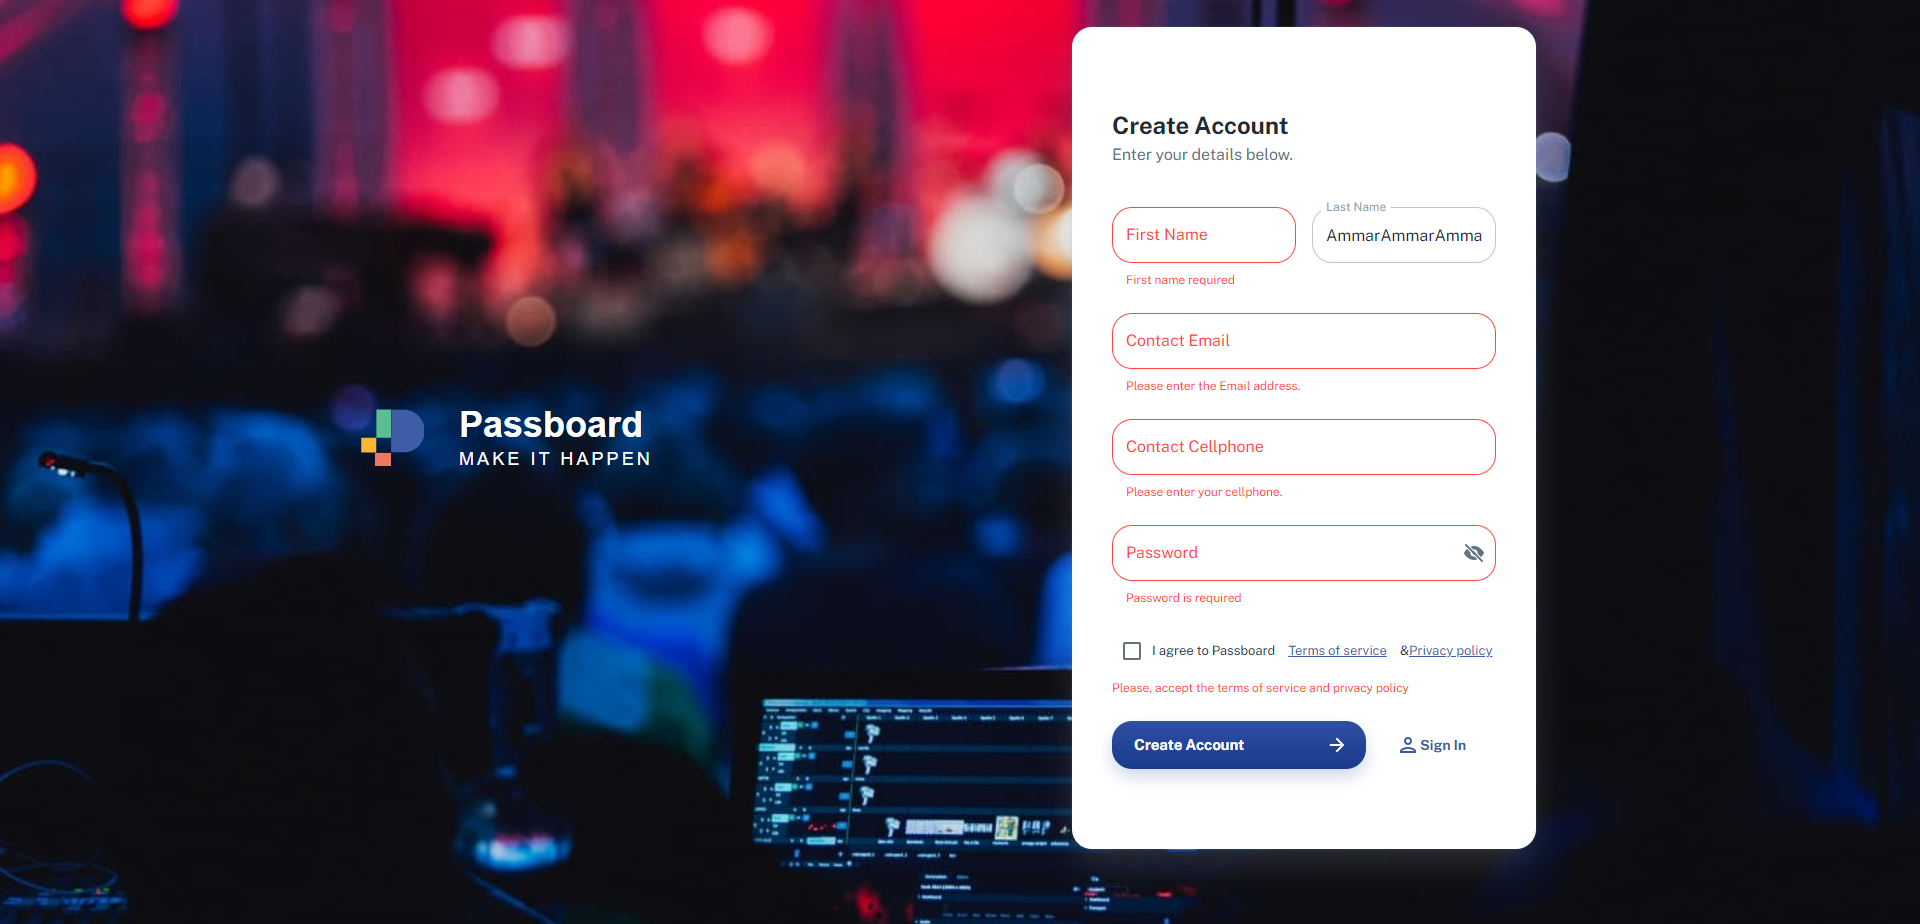 Create Account
Enter your details below.
First Name
Last Name
AmmarAmmarAmma
First name required
Contact Email
Please enter the Email address.
Contact Cellphone
Please enter your cellphone.
Password
Password is required
I agree to Passboard Terms of service &Privacy policy
Please, accept the terms of service and privacy policy
Create Account
Sign In
Passboard
MAKE IT HAPPEN